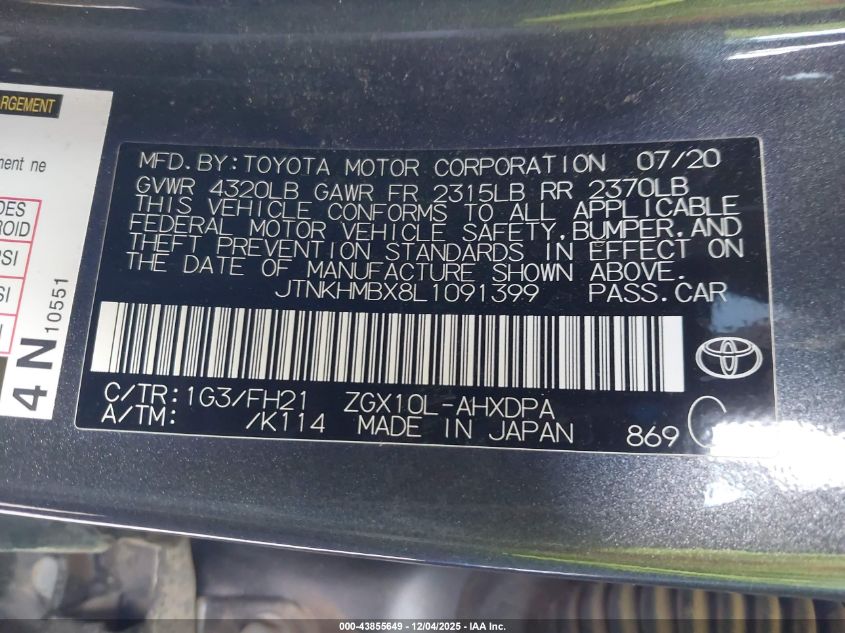 RGEMENT
ment ne
DES
ROID
SI
SI
4N 10551
MFD. BY: TOYOTA MOTOR CORPORATION 07/20
GVWR 4320LB GAWR FR 2315LB RR 2370LB
THIS VEHICLE CONFORMS TO ALL APPLICABLE
FEDERAL MOTOR VEHICLE SAFETY, BUMPER, AND
THEFT PREVENTION STANDARDS IN EFFECT ON
THE DATE OF MANUFACTURE SHOWN ABOVE.
JTNKHMBX8L1091399 PASS. CAR
C/TR: 1G3/FH21 ZGX10L-AHXDPA
A/TM: /K114 MADE IN JAPAN 869 C
000-43855649 - 12/04/2025 - IAA Inc.